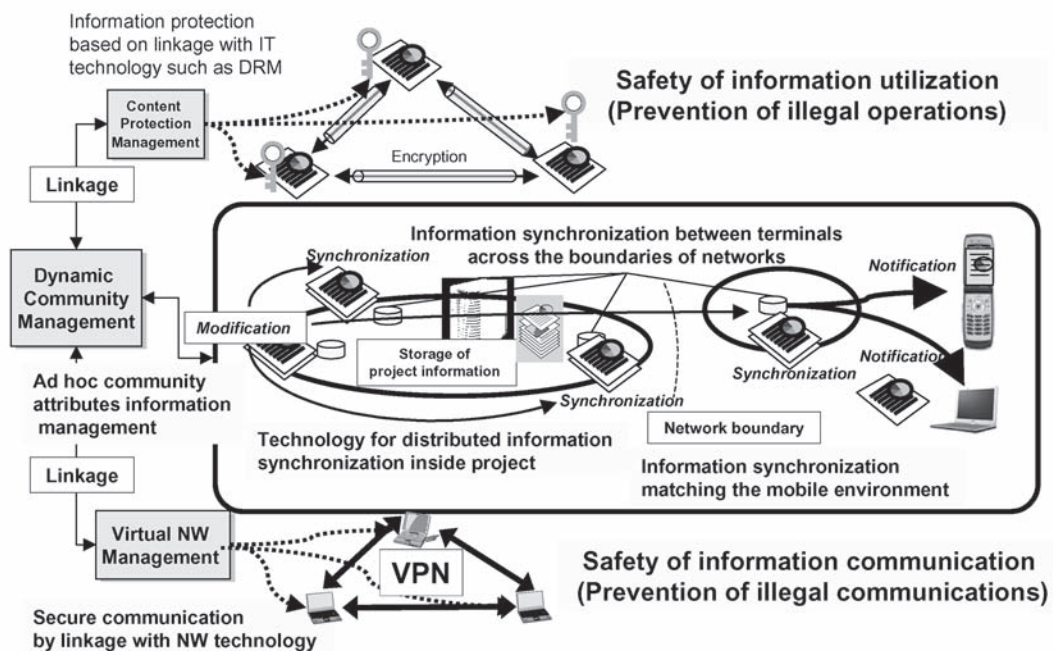 Information protection
based on linkage with IT
technology such as DRM
Safety of information utilization
(Prevention of illegal operations)
Content
Protection
Management
Encryption
Linkage
Information synchronization between terminals
across the boundaries of networks
Synchronization
Notification
Dynamic
Community
Management
Modification
Storage of
project information
Notification
Synchronization
Synchronization
Ad hoc community
attributes information
management
Network boundary
Technology for distributed information
synchronization inside project
Information synchronization
matching the mobile environment
Linkage
Virtual NW
Management
VPN
Safety of information communication
(Prevention of illegal communications)
Secure communication
by linkage with NW technology